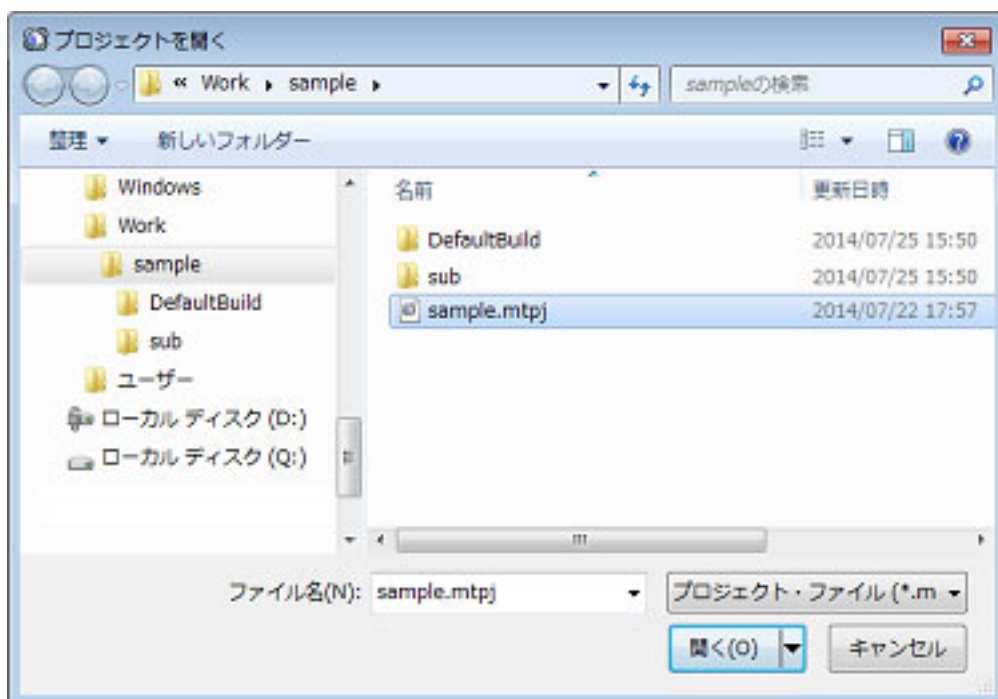 プロジェクトを開く
« Work sample sampleの検索
整理 新しいフォルダー
Windows
Work
sample
DefaultBuild
sub
ユーザー
ローカル ディスク (D:)
ローカル ディスク (Q:)
名前 更新日時
DefaultBuild 2014/07/25 15:50
sub 2014/07/25 15:50
sample.mtpj 2014/07/22 17:57
ファイル名(N): sample.mtpj プロジェクト・ファイル (*.m
開く(O) キャンセル